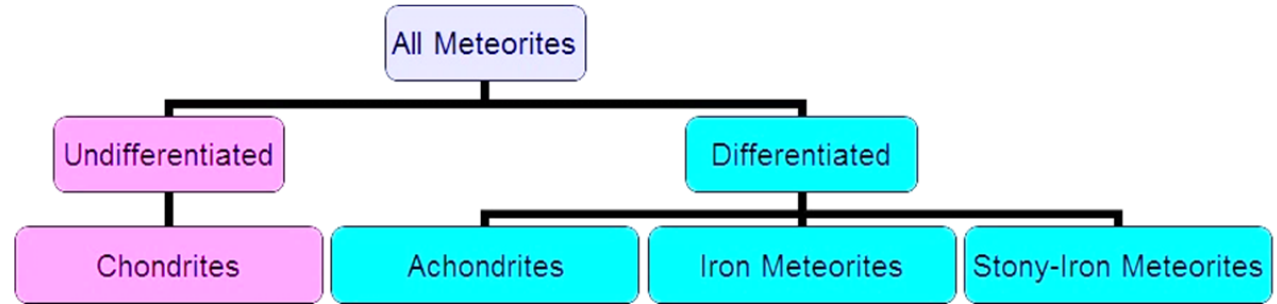 All Meteorites
Undifferentiated
Differentiated
Chondrites
Achondrites
Iron Meteorites
Stony-Iron Meteorites